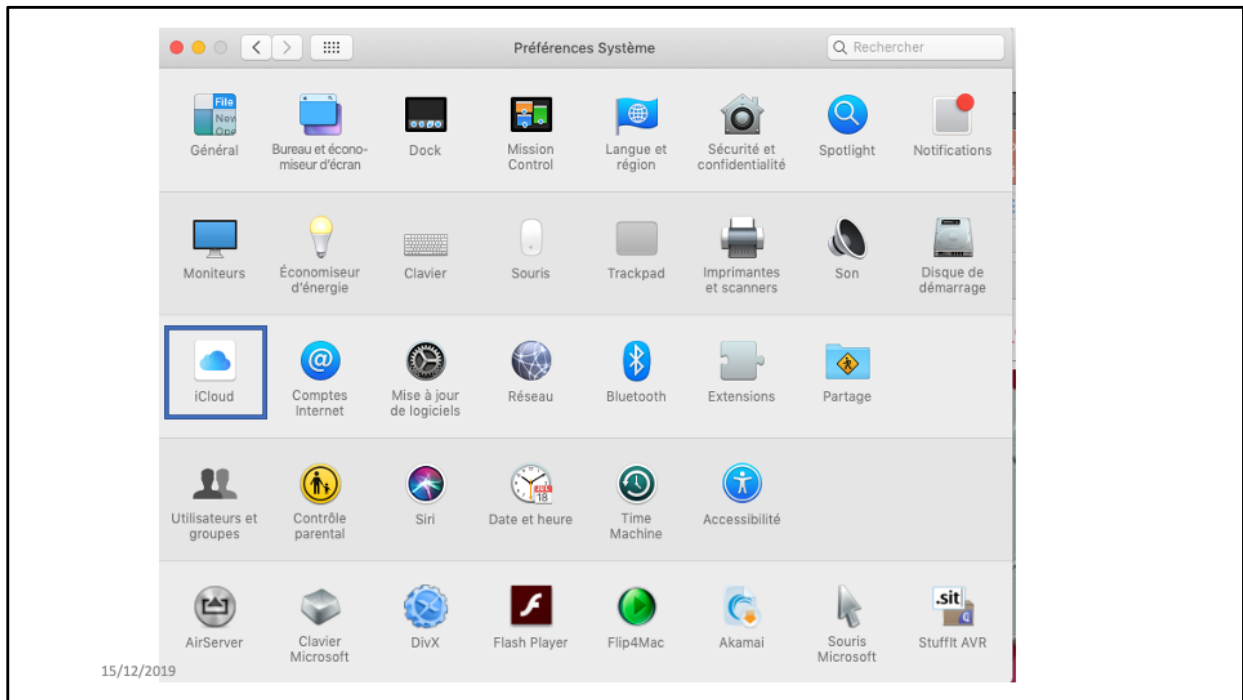 Préférences Système
Rechercher
File
New
Ope
Général
Bureau et écono-
miseur d'écran
Dock
Mission
Control
Langue et
région
Sécurité et
confidentialité
Spotlight
Notifications
Moniteurs
Économiseur
d'énergie
Clavier
Souris
Trackpad
Imprimantes
et scanners
Son
Disque de
démarrage
iCloud
@
Comptes
Internet
Mise à jour
de logiciels
Réseau
Bluetooth
Extensions
Partage
Utilisateurs et
groupes
Contrôle
parental
Siri
JUL
18
Date et heure
Time
Machine
Accessibilité
AirServer
Clavier
Microsoft
DivX
Flash Player
Flip4Mac
Akamai
Souris
Microsoft
.sit
StuffIt AVR
15/12/2019